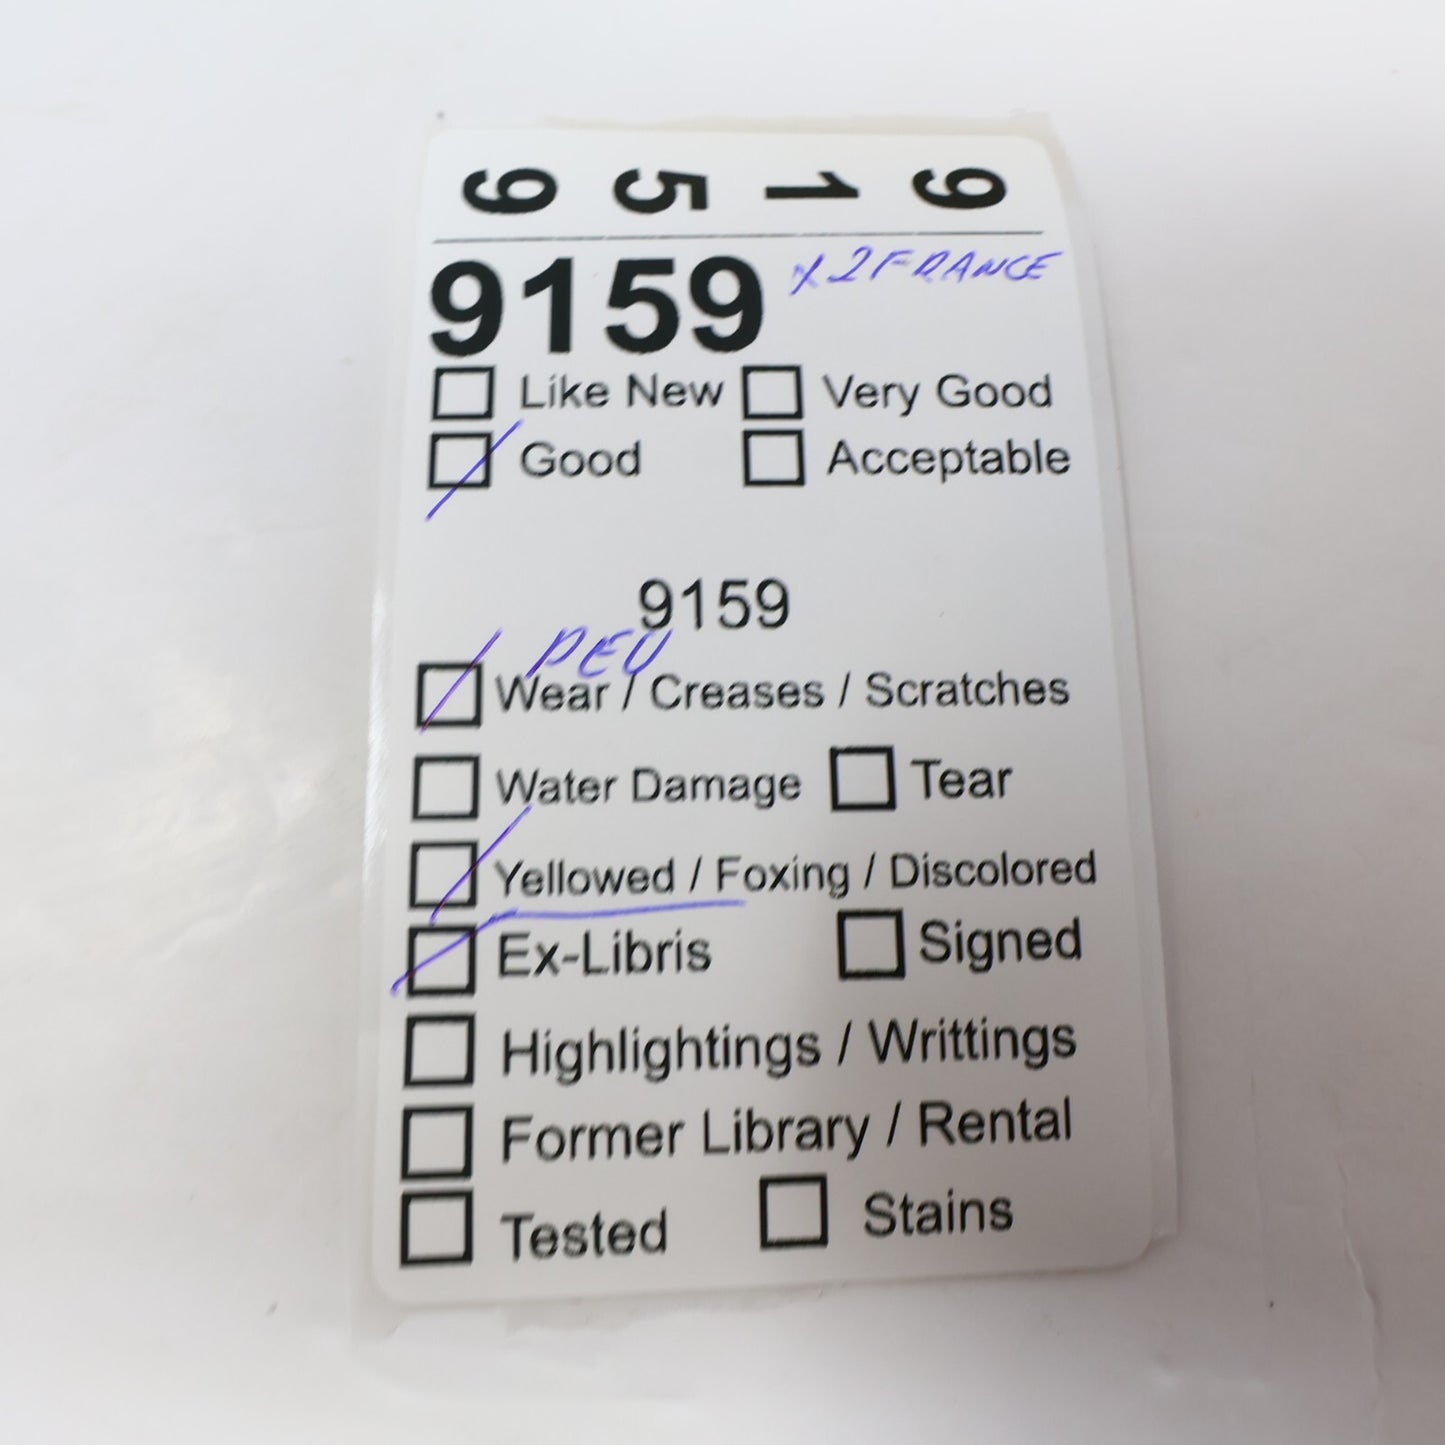 9 5 1 9
9159 x2 FRANCE
Like New Very Good
Good Acceptable
9159
PEU
Wear / Creases / Scratches
Water Damage Tear
Yellowed / Foxing / Discolored
Ex-Libris Signed
Highlightings / Writtings
Former Library / Rental
Tested Stains